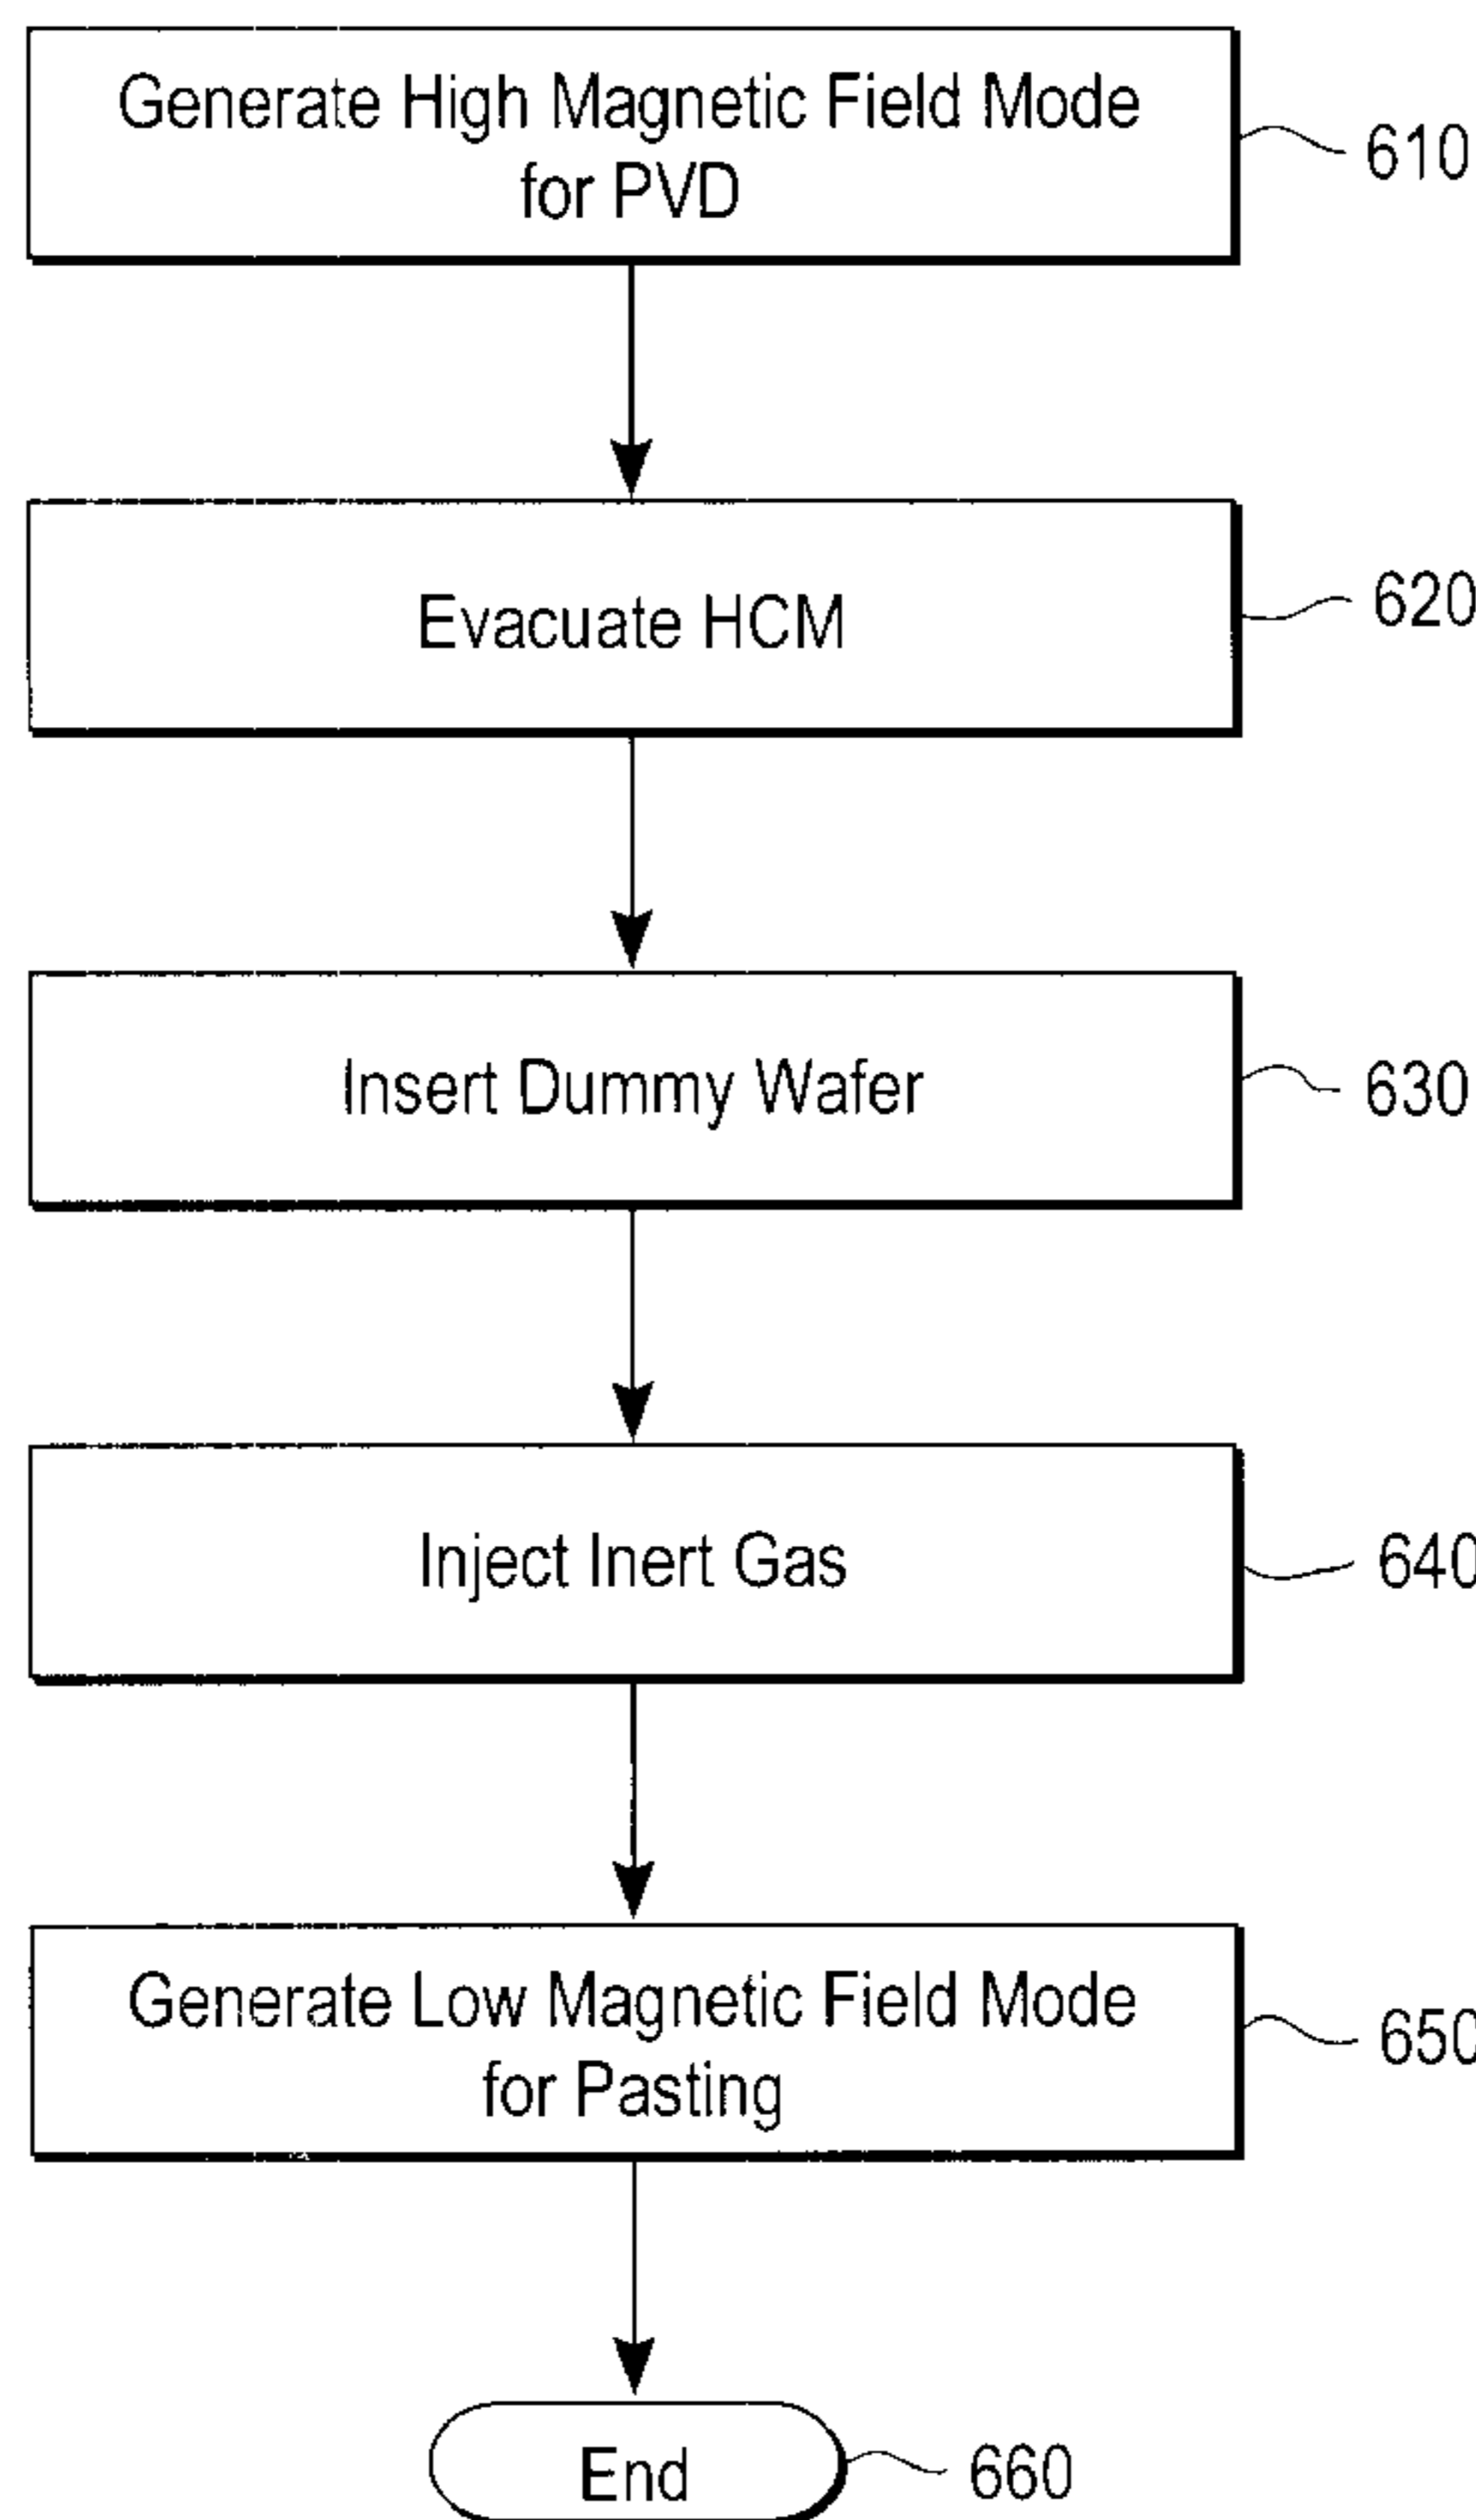 Generate High Magnetic Field Mode
for PVD
610
Evacuate HCM
620
Insert Dummy Wafer
630
Inject Inert Gas
640
Generate Low Magnetic Field Mode
for Pasting
650
End
660